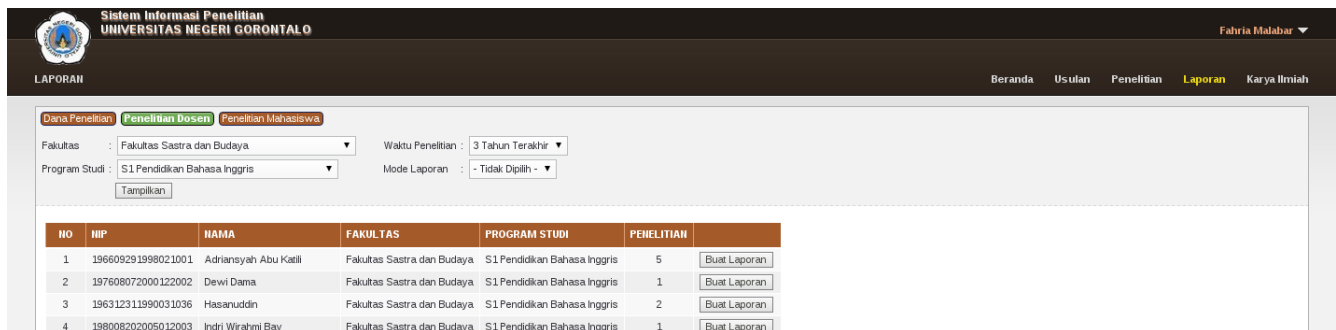 Sistem Informasi Penelitian
UNIVERSITAS NEGERI GORONTALO
Fahria Malabar
LAPORAN
Beranda Usulan Penelitian Laporan Karya Ilmiah
Dana Penelitian Penelitian Dosen Penelitian Mahasiswa
Fakultas : Fakultas Sastra dan Budaya Waktu Penelitian : 3 Tahun Terakhir
Program Studi : S1 Pendidikan Bahasa Inggris Mode Laporan : - Tidak Dipilih -
Tampilkan
NO NIP NAMA FAKULTAS PROGRAM STUDI PENELITIAN
1 196609291998021001 Adriansyah Abu Katili Fakultas Sastra dan Budaya S1 Pendidikan Bahasa Inggris 5 Buat Laporan
2 197608072000122002 Dewi Dama Fakultas Sastra dan Budaya S1 Pendidikan Bahasa Inggris 1 Buat Laporan
3 196312311990031036 Hasanuddin Fakultas Sastra dan Budaya S1 Pendidikan Bahasa Inggris 2 Buat Laporan
4 198008202005012003 Indri Wirahmi Bay Fakultas Sastra dan Budaya S1 Pendidikan Bahasa Inggris 1 Buat Laporan